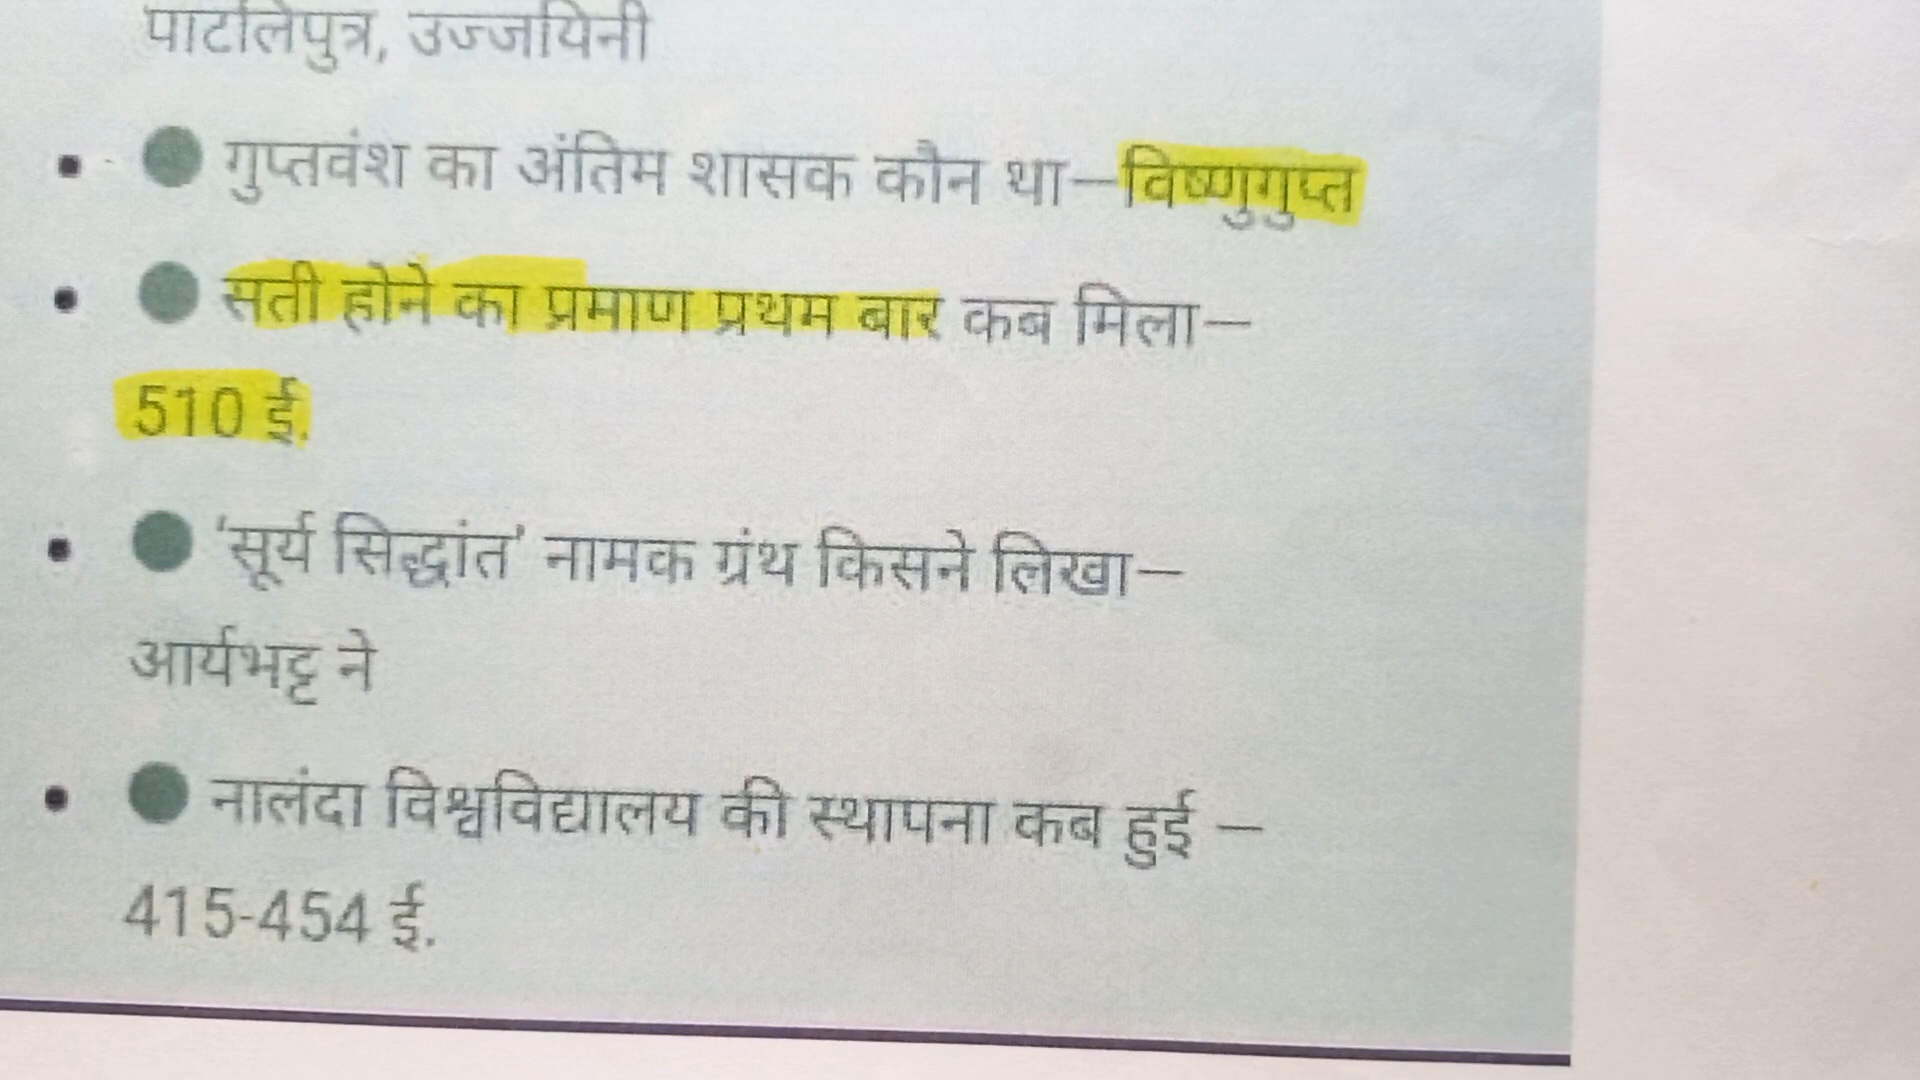 पाटलिपुत्र, उज्जयिनी
• ● गुप्तवंश का अंतिम शासक कौन था—विष्णुगुप्त
• ● सती होने का प्रमाण प्रथम बार कब मिला—
510 ई.
• ● 'सूर्य सिद्धांत' नामक ग्रंथ किसने लिखा—
आर्यभट्ट ने
• ● नालंदा विश्वविद्यालय की स्थापना कब हुई —
415-454 ई.